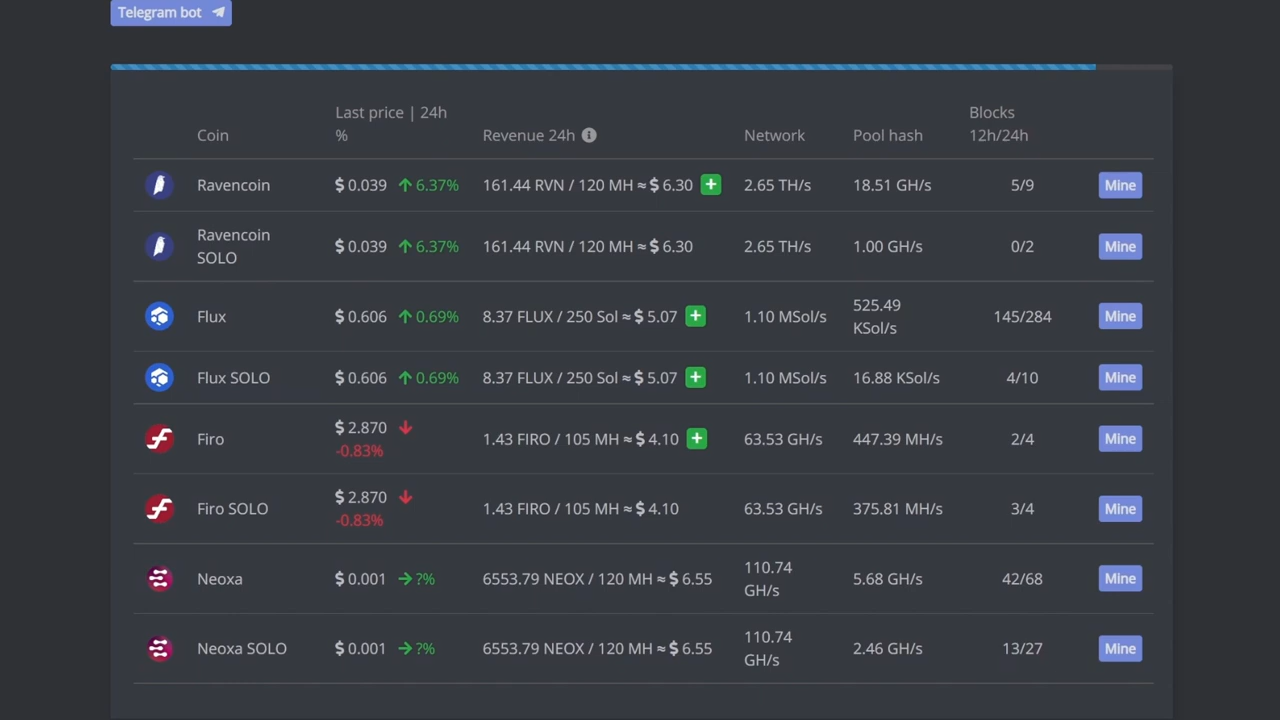 Telegram bot
Last price | 24h
Blocks
Coin % Revenue 24h Network Pool hash 12h/24h
Ravencoin $ 0.039 ↑ 6.37% 161.44 RVN / 120 MH ≈ $ 6.30 + 2.65 TH/s 18.51 GH/s 5/9 Mine
Ravencoin
SOLO
$ 0.039 ↑ 6.37% 161.44 RVN / 120 MH ≈ $ 6.30 2.65 TH/s 1.00 GH/s 0/2 Mine
Flux $ 0.606 ↑ 0.69% 8.37 FLUX / 250 Sol ≈ $ 5.07 + 1.10 MSol/s
525.49
KSol/s
145/284 Mine
Flux SOLO $ 0.606 ↑ 0.69% 8.37 FLUX / 250 Sol ≈ $ 5.07 + 1.10 MSol/s 16.88 KSol/s 4/10 Mine
Firo
$ 2.870 ↓
-0.83%
1.43 FIRO / 105 MH ≈ $ 4.10 + 63.53 GH/s 447.39 MH/s 2/4 Mine
Firo SOLO
$ 2.870 ↓
-0.83%
1.43 FIRO / 105 MH ≈ $ 4.10 63.53 GH/s 375.81 MH/s 3/4 Mine
Neoxa $ 0.001 → ?% 6553.79 NEOX / 120 MH ≈ $ 6.55
110.74
GH/s
5.68 GH/s 42/68 Mine
Neoxa SOLO $ 0.001 → ?% 6553.79 NEOX / 120 MH ≈ $ 6.55
110.74
GH/s
2.46 GH/s 13/27 Mine